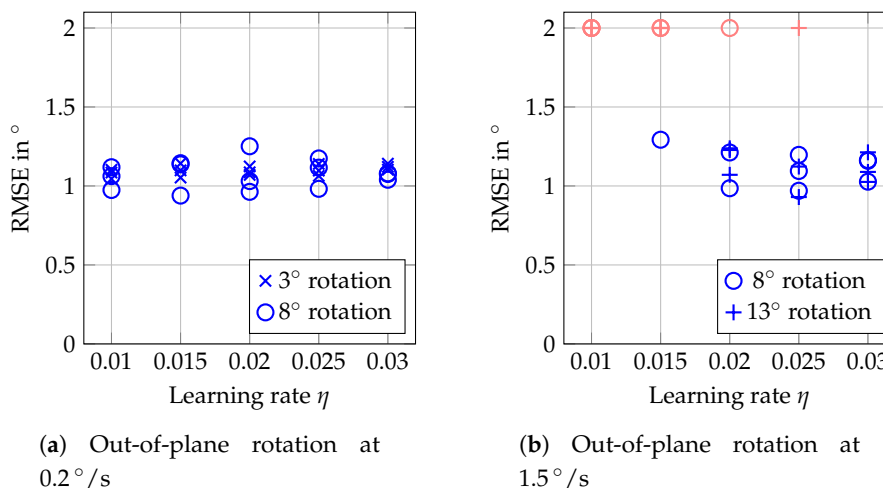 2
1.5
1
0.5
0
RMSE in °
3° rotation
8° rotation
0.01 0.015 0.02 0.025 0.03
Learning rate η
(a) Out-of-plane rotation at
0.2 °/s
2
1.5
1
0.5
0
RMSE in °
8° rotation
13° rotation
0.01 0.015 0.02 0.025 0.03
Learning rate η
(b) Out-of-plane rotation at
1.5 °/s